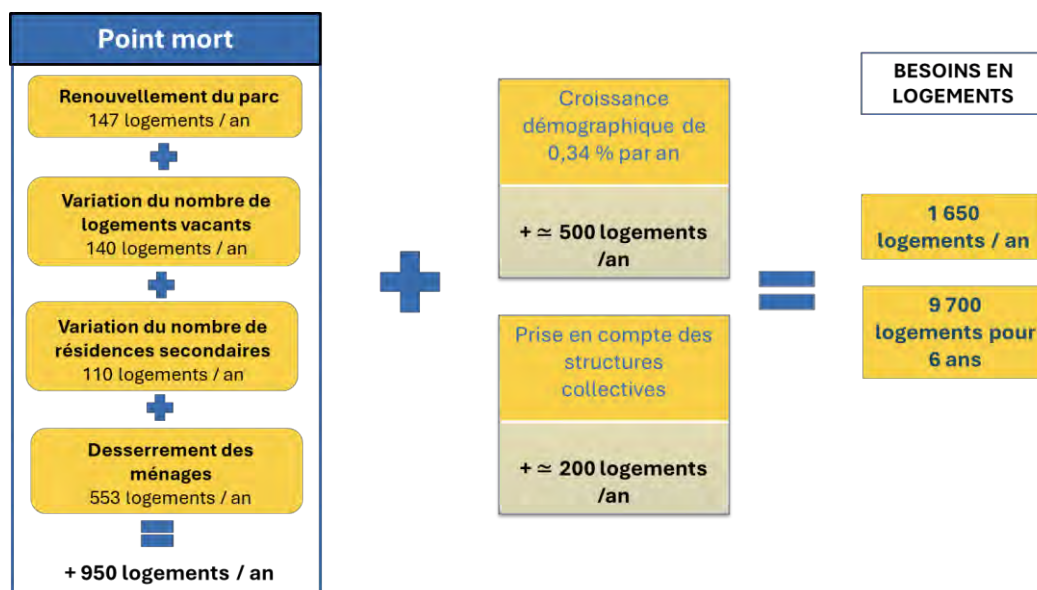 Point mort
Renouvellement du parc
147 logements / an
Variation du nombre de
logements vacants
140 logements / an
Variation du nombre de
résidences secondaires
110 logements / an
Desserrement des
ménages
553 logements / an
+ 950 logements / an
Croissance
démographique de
0,34 % par an
+ ≃ 500 logements
/an
Prise en compte des
structures
collectives
+ ≃ 200 logements
/an
BESOINS EN
LOGEMENTS
1 650
logements / an
9 700
logements pour
6 ans